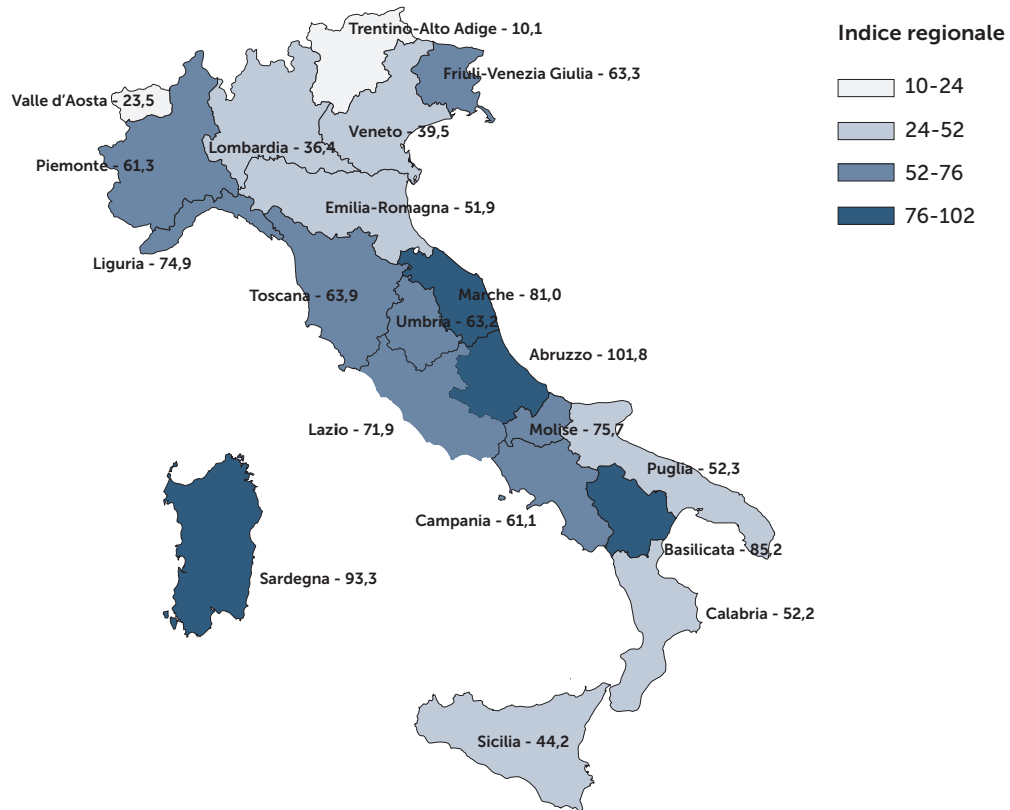 Trentino-Alto Adige - 10,1
Indice regionale
Friuli-Venezia Giulia - 63,3
10-24
Valle d'Aosta - 23,5
24-52
Veneto - 39,5
Lombardia - 36,4
Piemonte - 61,3
52-76
Emilia-Romagna - 51,9
76-102
Liguria - 74,9
Toscana - 63,9
Marche - 81,0
Umbria - 63,2
Abruzzo - 101,8
Lazio - 71,9
Molise - 75,7
Puglia - 52,3
Campania - 61,1
Basilicata - 85,2
Sardegna - 93,3
Calabria - 52,2
Sicilia - 44,2